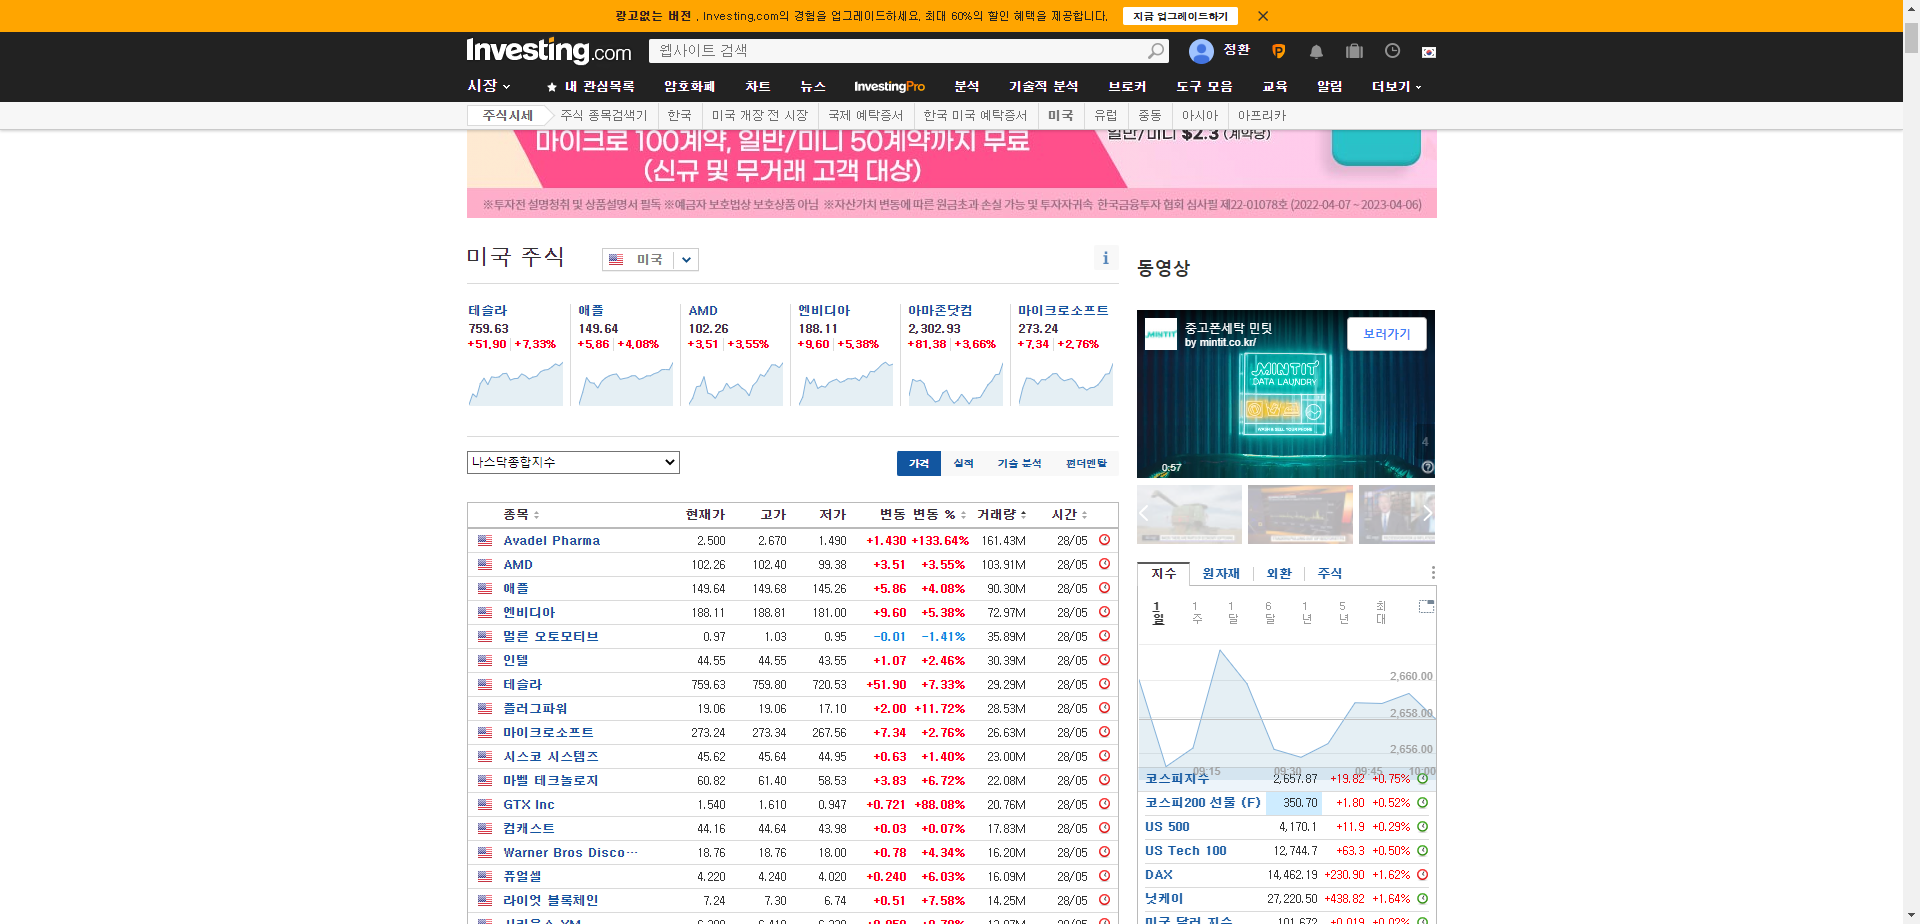 광고없는 버전 . Investing.com의 경험을 업그레이드하세요. 최대 60%의 할인 혜택을 제공합니다. 지금 업그레이드하기
Investing.com 웹사이트 검색 정환
시장 내 관심목록 암호화폐 차트 뉴스 InvestingPro 분석 기술적 분석 브로커 도구 모음 교육 알림 더보기
주식시세 주식 종목검색기 한국 미국 개장 전 시장 국제 예탁증서 한국 미국 예탁증서 미국 유럽 중동 아시아 아프리카
마이크로 100계약, 일반/미니 50계약까지 무료 일반/미니 $2.3 (계약당)
(신규 및 무거래 고객 대상)
※투자전 설명청취 및 상품설명서 필독 ※예금자 보호법상 보호상품 아님 ※자산가치 변동에 따른 원금초과 손실 가능 및 투자자귀속 한국금융투자 협회 심사필 제22-01078호 (2022-04-07 ~ 2023-04-06)
미국 주식 미국 i
테슬라 애플 AMD 엔비디아 아마존닷컴 마이크로소프트
759.63 149.64 102.26 188.11 2,302.93 273.24
+51.90 +7.33% +5.86 +4.08% +3.51 +3.55% +9.60 +5.38% +81.38 +3.66% +7.34 +2.76%
나스닥종합지수 가격 실적 기술 분석 펀더멘탈
종목 현재가 고가 저가 변동 변동 % 거래량 시간
Avadel Pharma 2.500 2.670 1.490 +1.430 +133.64% 161.43M 28/05
AMD 102.26 102.40 99.38 +3.51 +3.55% 103.91M 28/05
애플 149.64 149.68 145.26 +5.86 +4.08% 90.30M 28/05
엔비디아 188.11 188.81 181.00 +9.60 +5.38% 72.97M 28/05
멀른 오토모티브 0.97 1.03 0.95 -0.01 -1.41% 35.89M 28/05
인텔 44.55 44.55 43.55 +1.07 +2.46% 30.39M 28/05
테슬라 759.63 759.80 720.53 +51.90 +7.33% 29.29M 28/05
플러그파워 19.06 19.06 17.10 +2.00 +11.72% 28.53M 28/05
마이크로소프트 273.24 273.34 267.56 +7.34 +2.76% 26.63M 28/05
시스코 시스템즈 45.62 45.64 44.95 +0.63 +1.40% 23.00M 28/05
마벨 테크놀로지 60.82 61.40 58.53 +3.83 +6.72% 22.08M 28/05
GTX Inc 1.540 1.610 0.947 +0.721 +88.08% 20.76M 28/05
컴캐스트 44.16 44.64 43.98 +0.03 +0.07% 17.83M 28/05
Warner Bros Disco... 18.76 18.76 18.00 +0.78 +4.34% 16.20M 28/05
퓨얼셀 4.220 4.240 4.020 +0.240 +6.03% 16.09M 28/05
라이엇 블록체인 7.24 7.30 6.74 +0.51 +7.58% 14.25M 28/05
동영상
중고폰세탁 민팃 보러가기
by mintit.co.kr/
MINTIT
MINTIT
DATA LAUNDRY
4
0:57
지수 원자재 외환 주식
1일 1주 1달 6달 1년 5년 최대
2,660.00
2,658.00
2,656.00
09:15 09:30 09:45 10:00
코스피지수 2,657.87 +19.82 +0.75%
코스피200 선물 (F) 350.70 +1.80 +0.52%
US 500 4,170.1 +11.9 +0.29%
US Tech 100 12,744.7 +63.3 +0.50%
DAX 14,462.19 +230.90 +1.62%
닛케이 27,220.50 +438.82 +1.64%
미국 달러 지수 101.672 +0.019 +0.02%